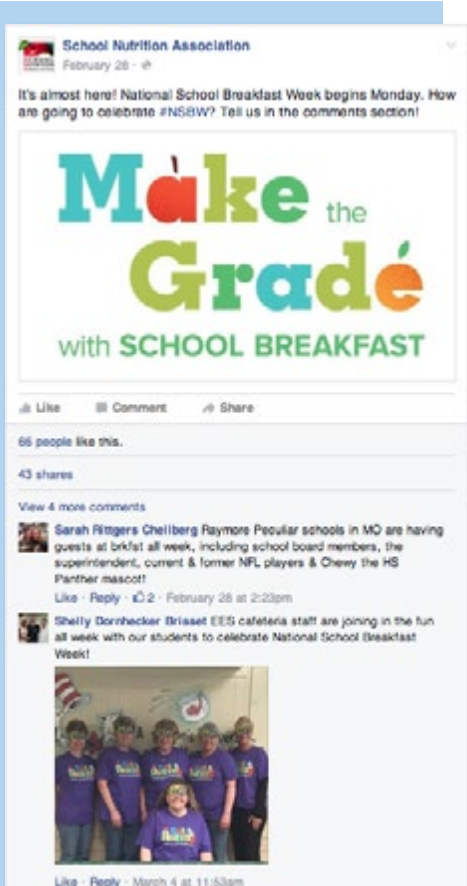 School Nutrition Association
February 28 ·
It's almost here! National School Breakfast Week begins Monday. How
are going to celebrate #NSBW? Tell us in the comments section!
Make the
Grade
with SCHOOL BREAKFAST
Like Comment Share
66 people like this.
43 shares
View 4 more comments
Sarah Rittgers Chellberg Raymore Peculiar schools in MO are having
guests at brkfst all week, including school board members, the
superintendent, current & former NFL players & Chewy the HS
Panther mascot!
Like · Reply · 2 · February 28 at 2:23pm
Shelly Dornhecker Brisset EES cafeteria staff are joining in the fun
all week with our students to celebrate National School Breakfast
Week!
Like · Reply · March 4 at 11:53am